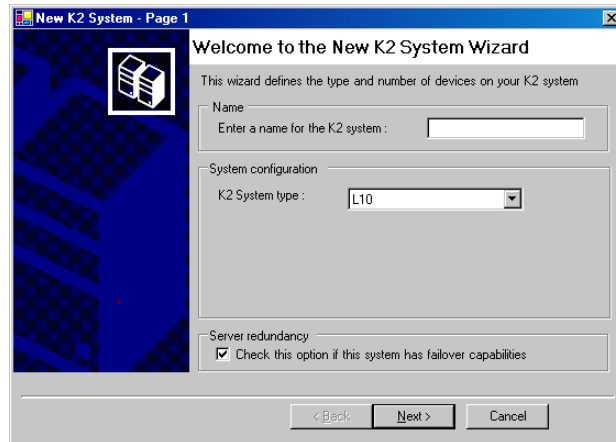 New K2 System - Page 1
Welcome to the New K2 System Wizard
This wizard defines the type and number of devices on your K2 system
Name
Enter a name for the K2 system :
System configuration
K2 System type :
L10
Server redundancy
Check this option if this system has failover capabilities
< Back
Next >
Cancel